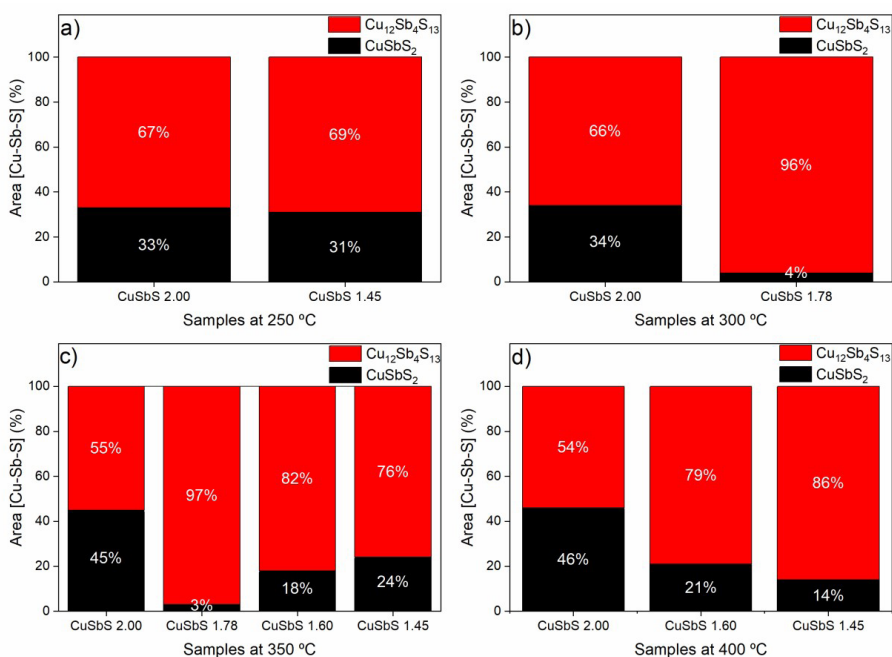 a)
Cu₁₂Sb₄S₁₃
CuSbS₂
Area [Cu-Sb-S] (%)
100
80
60
40
20
0
67%
69%
33%
31%
CuSbS 2.00
CuSbS 1.45
Samples at 250 ºC
b)
Cu₁₂Sb₄S₁₃
CuSbS₂
Area [Cu-Sb-S] (%)
100
80
60
40
20
0
66%
96%
34%
4%
CuSbS 2.00
CuSbS 1.78
Samples at 300 ºC
c)
Cu₁₂Sb₄S₁₃
CuSbS₂
Area [Cu-Sb-S] (%)
100
80
60
40
20
0
55%
97%
82%
76%
45%
3%
18%
24%
CuSbS 2.00
CuSbS 1.78
CuSbS 1.60
CuSbS 1.45
Samples at 350 ºC
d)
Cu₁₂Sb₄S₁₃
CuSbS₂
Area [Cu-Sb-S] (%)
100
80
60
40
20
0
54%
79%
86%
46%
21%
14%
CuSbS 2.00
CuSbS 1.60
CuSbS 1.45
Samples at 400 ºC